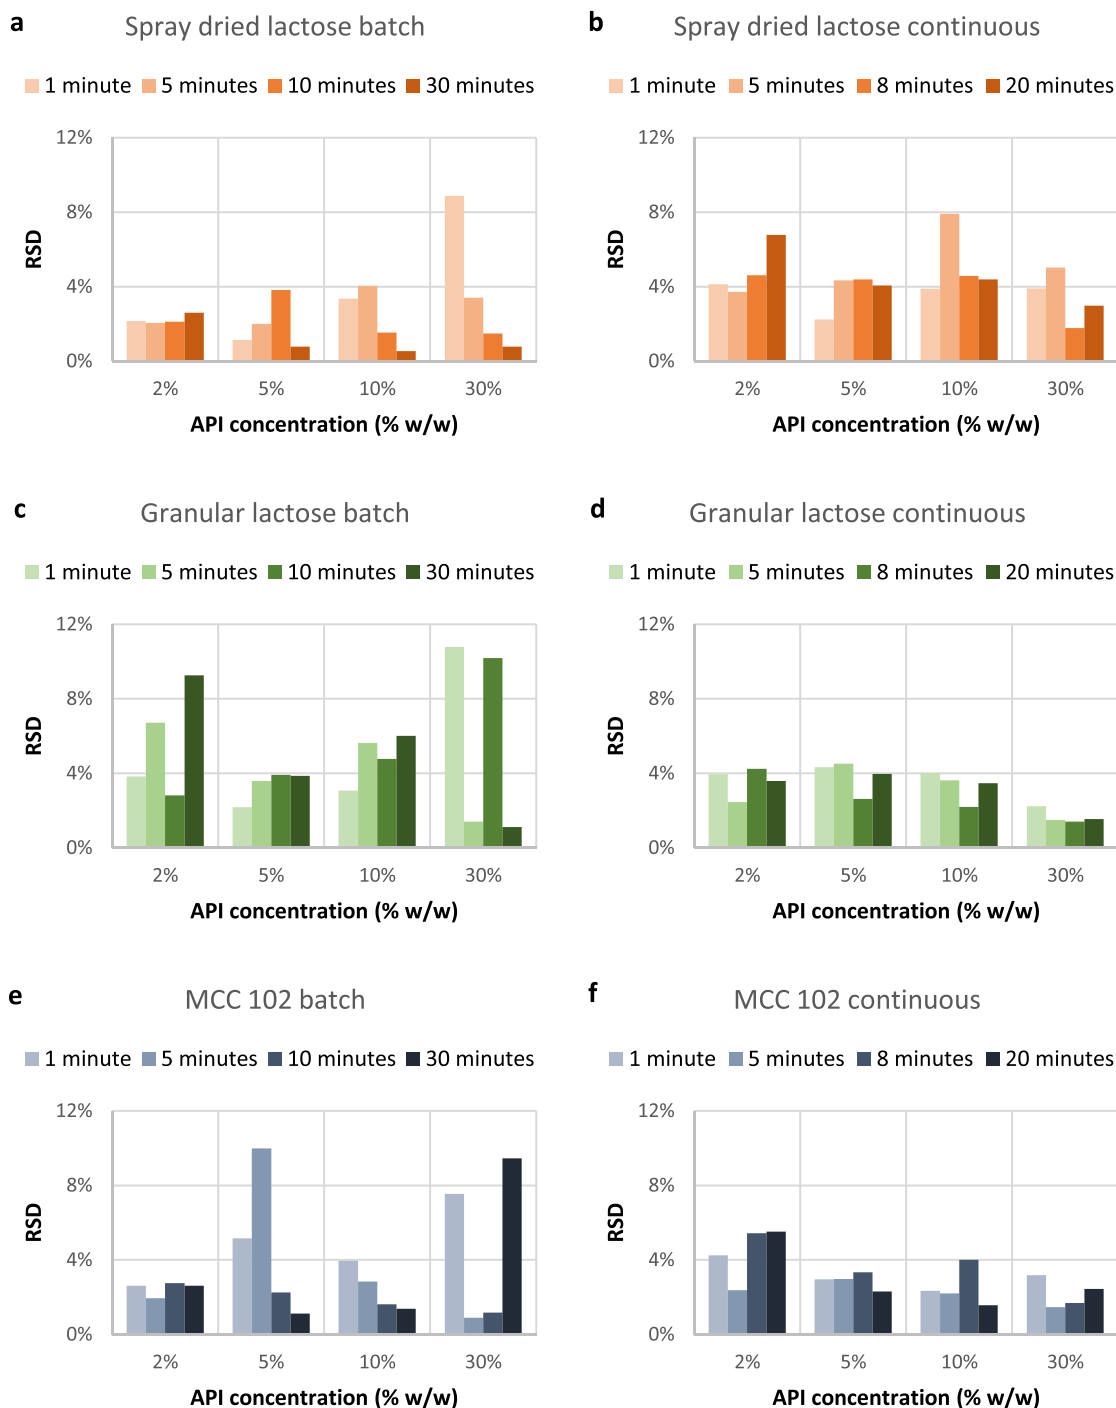 a Spray dried lactose batch
1 minute 5 minutes 10 minutes 30 minutes
12%
8%
4%
0%
RSD
2% 5% 10% 30%
API concentration (% w/w)
b Spray dried lactose continuous
1 minute 5 minutes 8 minutes 20 minutes
12%
8%
4%
0%
RSD
2% 5% 10% 30%
API concentration (% w/w)
c Granular lactose batch
1 minute 5 minutes 10 minutes 30 minutes
12%
8%
4%
0%
RSD
2% 5% 10% 30%
API concentration (% w/w)
d Granular lactose continuous
1 minute 5 minutes 8 minutes 20 minutes
12%
8%
4%
0%
RSD
2% 5% 10% 30%
API concentration (% w/w)
e MCC 102 batch
1 minute 5 minutes 10 minutes 30 minutes
12%
8%
4%
0%
RSD
2% 5% 10% 30%
API concentration (% w/w)
f MCC 102 continuous
1 minute 5 minutes 8 minutes 20 minutes
12%
8%
4%
0%
RSD
2% 5% 10% 30%
API concentration (% w/w)